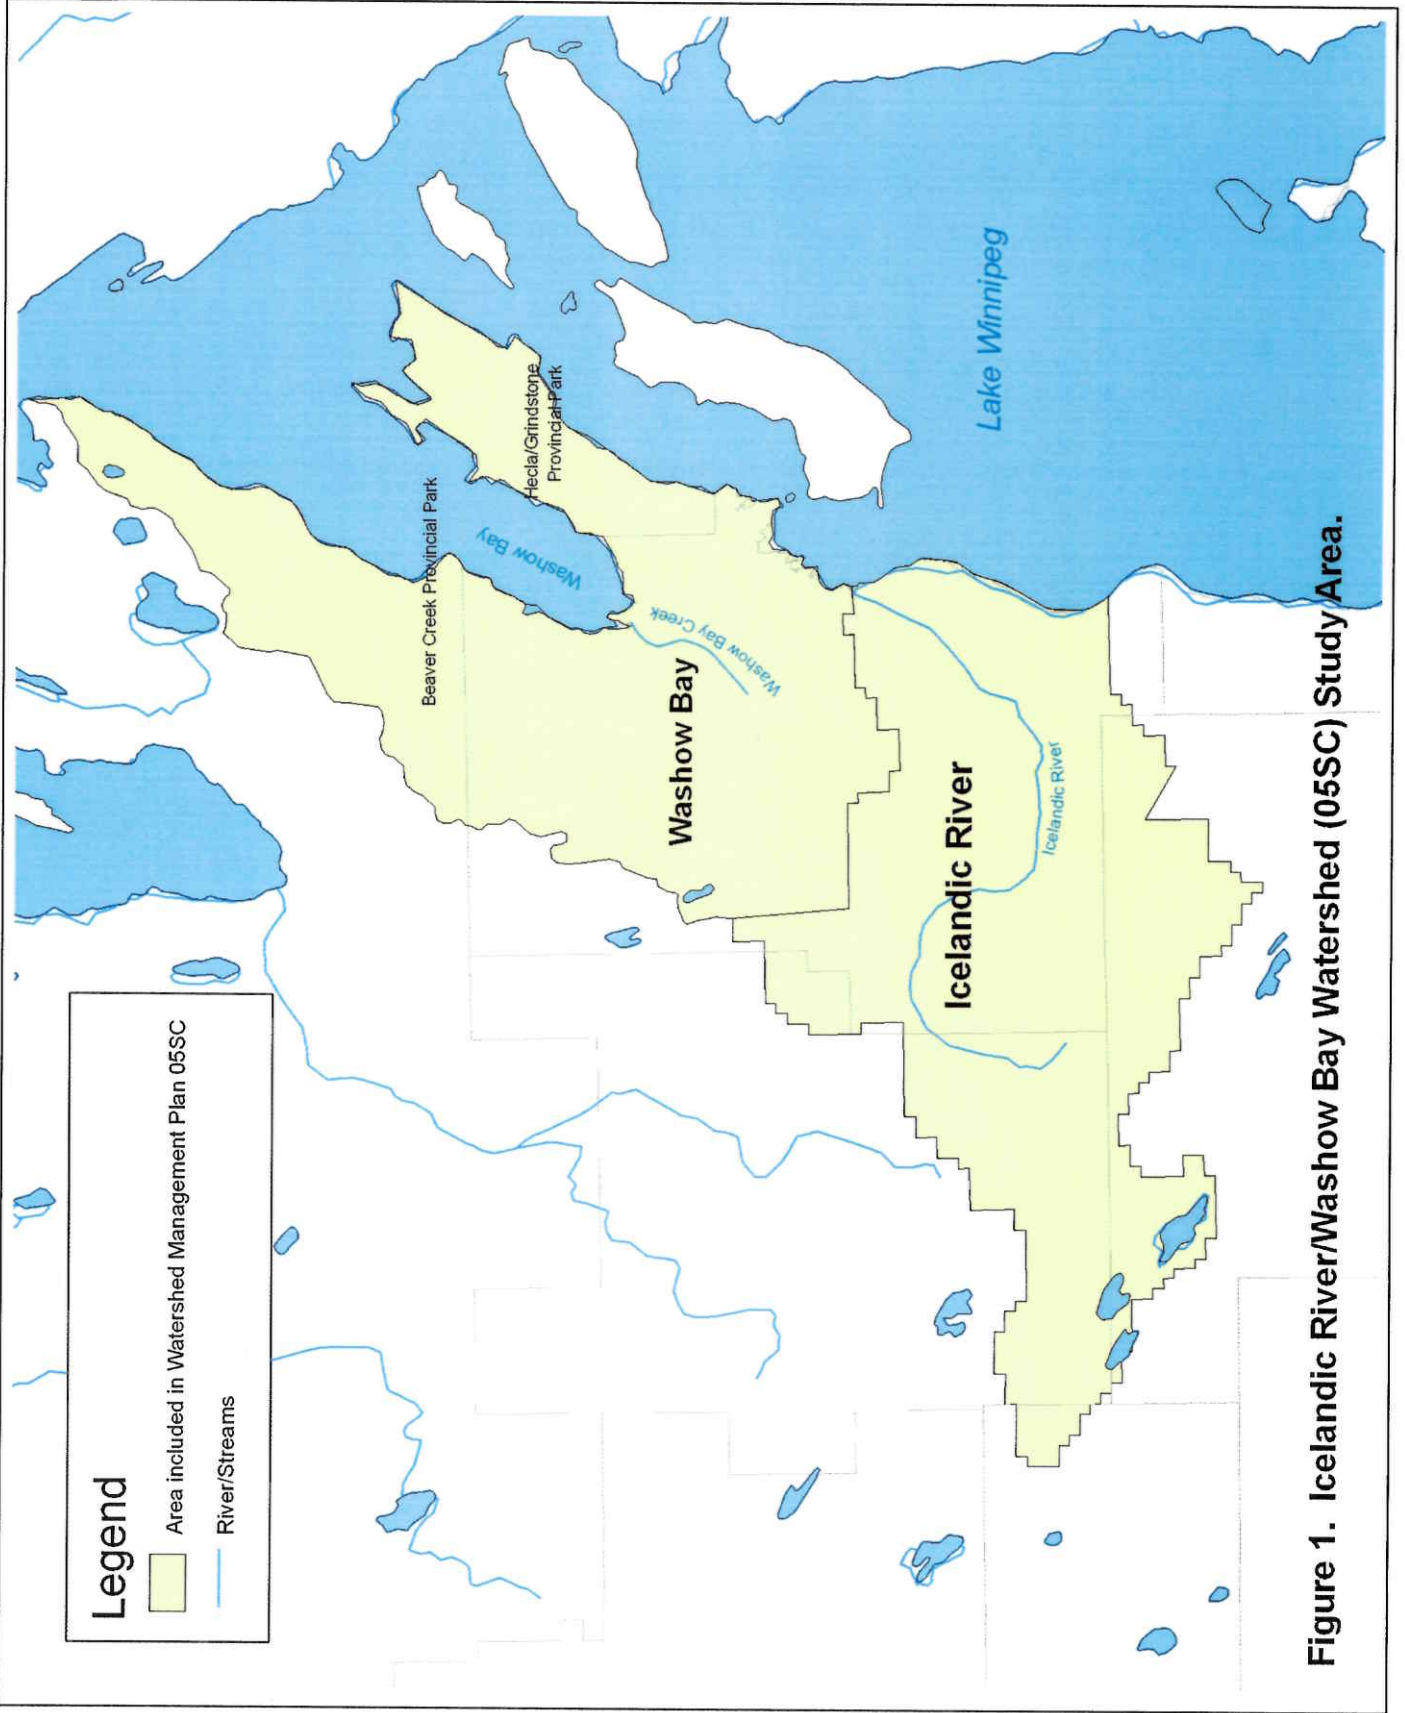 Legend
Area included in Watershed Management Plan 05SC
River/Streams
Beaver Creek Provincial Park
Hecla/Grindstone
Provincial Park
Washow Bay
Washow Bay Creek
Washow Bay
Lake Winnipeg
Icelandic River
Icelandic River
Figure 1. Icelandic River/Washow Bay Watershed (05SC) Study Area.